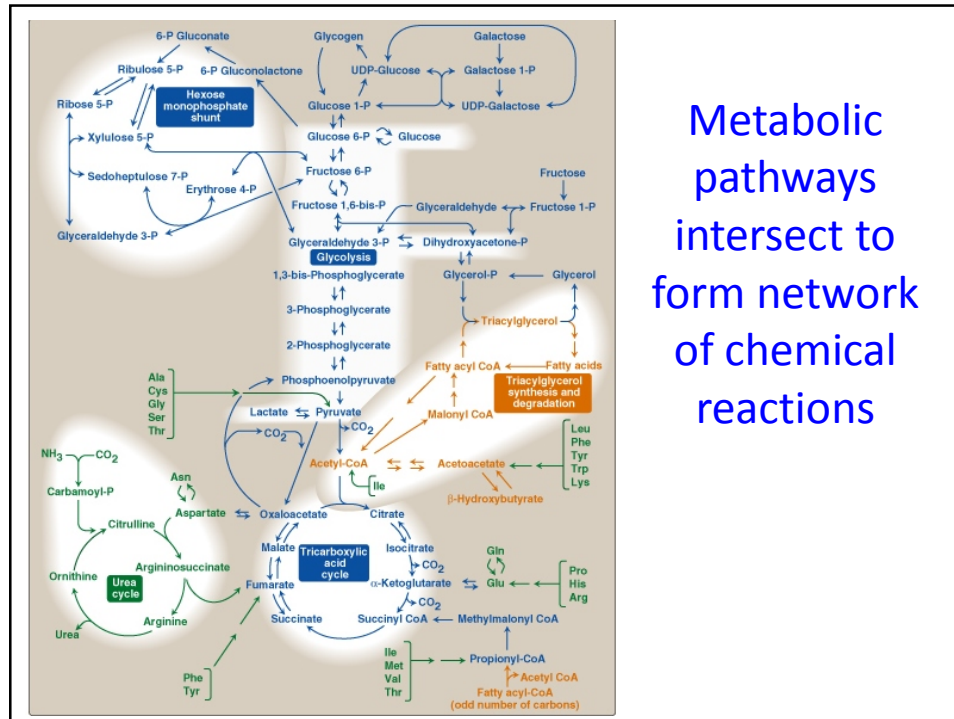 6-P Gluconate
Ribulose 5-P
6-P Gluconolactone
Ribose 5-P
Hexose
monophosphate
shunt
Xylulose 5-P
Sedoheptulose 7-P
Erythrose 4-P
Glyceraldehyde 3-P
Glycogen
Galactose
UDP-Glucose
Galactose 1-P
Glucose 1-P
UDP-Galactose
Glucose 6-P
Glucose
Fructose 6-P
Fructose
Fructose 1,6-bis-P
Glyceraldehyde
Fructose 1-P
Glyceraldehyde 3-P
Dihydroxyacetone-P
Glycolysis
1,3-bis-Phosphoglycerate
Glycerol-P
Glycerol
3-Phosphoglycerate
Triacylglycerol
2-Phosphoglycerate
Fatty acyl CoA
Fatty acids
Phosphoenolpyruvate
Triacylglycerol
synthesis and
degradation
Malonyl CoA
Ala
Cys
Gly
Ser
Thr
Lactate
Pyruvate
CO2
CO2
Acetyl-CoA
Acetoacetate
Leu
Phe
Tyr
Trp
Lys
Ile
β-Hydroxybutyrate
NH3
CO2
Carbamoyl-P
Asn
Aspartate
Citrulline
Argininosuccinate
Ornithine
Urea
cycle
Arginine
Urea
Oxaloacetate
Citrate
Malate
Isocitrate
Tricarboxylic
acid
cycle
CO2
Fumarate
α-Ketoglutarate
Gln
Glu
Pro
His
Arg
CO2
Succinate
Succinyl CoA
Methylmalonyl CoA
Phe
Tyr
Ile
Met
Val
Thr
Propionyl-CoA
Acetyl CoA
Fatty acyl-CoA
(odd number of carbons)
Metabolic
pathways
intersect to
form network
of chemical
reactions